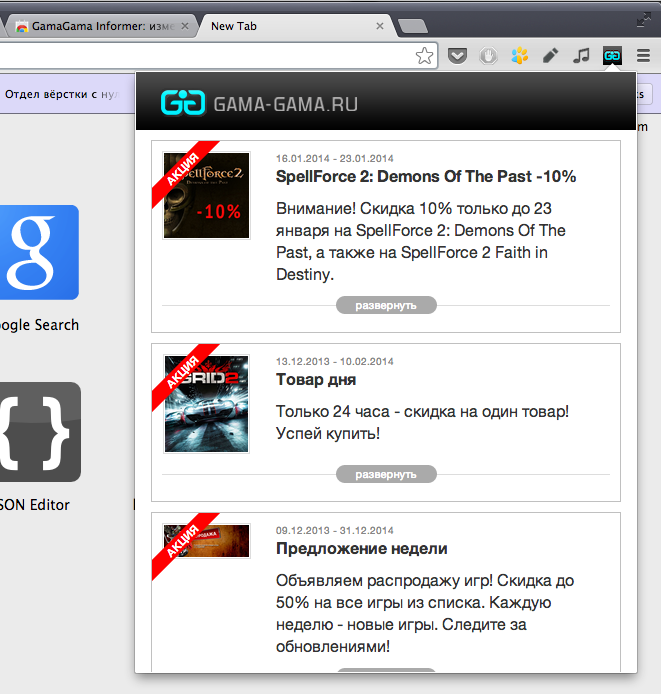 GamaGama Informer: изме
New Tab
Отдел вёрстки с нул
ks
m
GAMA-GAMA.RU
АКЦИЯ
SpellForce2
-10%
16.01.2014 - 23.01.2014
SpellForce 2: Demons Of The Past -10%
Внимание! Скидка 10% только до 23
января на SpellForce 2: Demons Of The
Past, а также на SpellForce 2 Faith in
Destiny.
развернуть
g
ogle Search
АКЦИЯ
GRID2
13.12.2013 - 10.02.2014
Товар дня
Только 24 часа - скидка на один товар!
Успей купить!
развернуть
{ }
SON Editor
АКЦИЯ
09.12.2013 - 31.12.2014
Предложение недели
Объявляем распродажу игр! Скидка до
50% на все игры из списка. Каждую
неделю - новые игры. Следите за
обновлениями!